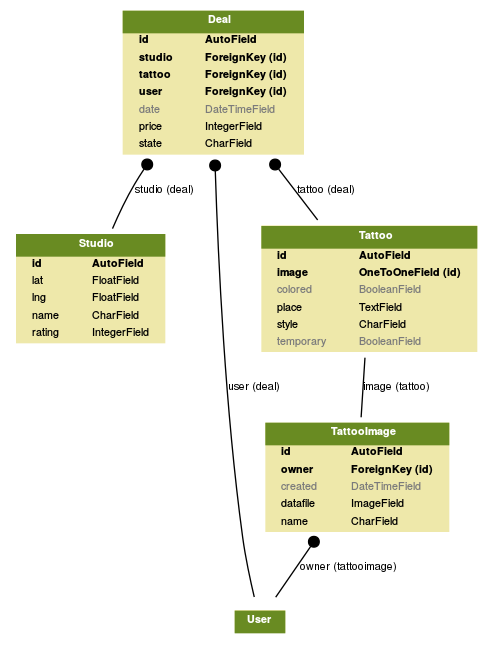 Deal
id AutoField
studio ForeignKey (id)
tattoo ForeignKey (id)
user ForeignKey (id)
date DateTimeField
price IntegerField
state CharField
studio (deal)
tattoo (deal)
Studio
id AutoField
lat FloatField
lng FloatField
name CharField
rating IntegerField
Tattoo
id AutoField
image OneToOneField (id)
colored BooleanField
place TextField
style CharField
temporary BooleanField
user (deal)
image (tattoo)
TattooImage
id AutoField
owner ForeignKey (id)
created DateTimeField
datafile ImageField
name CharField
owner (tattooimage)
User